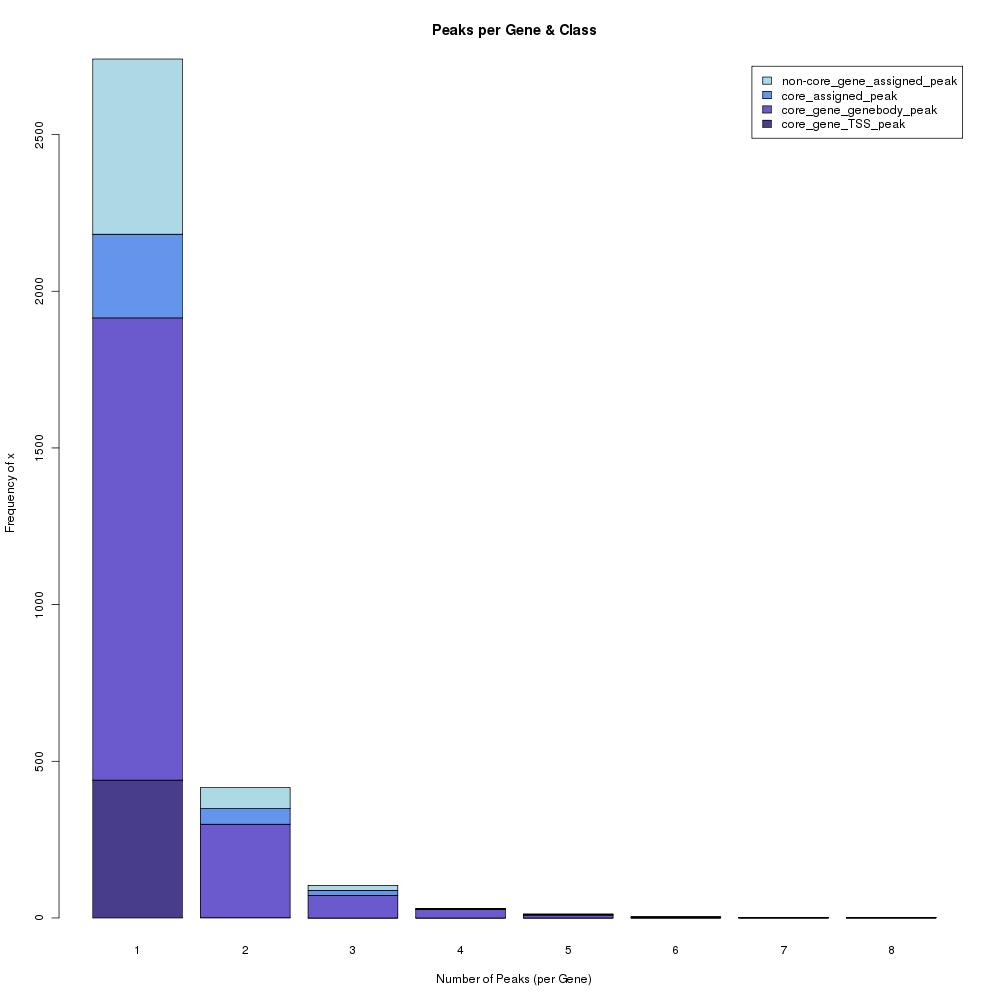 Peaks per Gene & Class
non-core_gene_assigned_peak
core_assigned_peak
core_gene_genebody_peak
core_gene_TSS_peak
2500
2000
1500
1000
500
0
Frequency of x
1 2 3 4 5 6 7 8
Number of Peaks (per Gene)